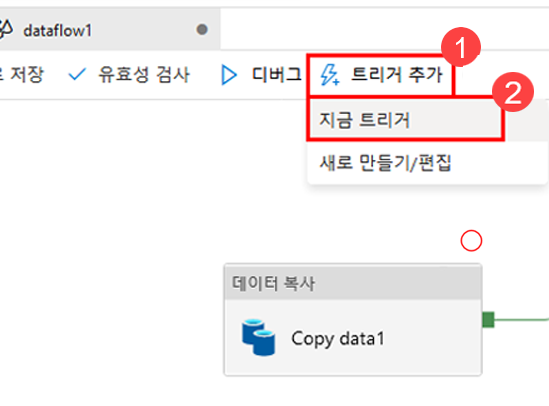 dataflow1
로 저장 유효성 검사 디버그 트리거 추가 1
지금 트리거 2
새로 만들기/편집
데이터 복사
Copy data1